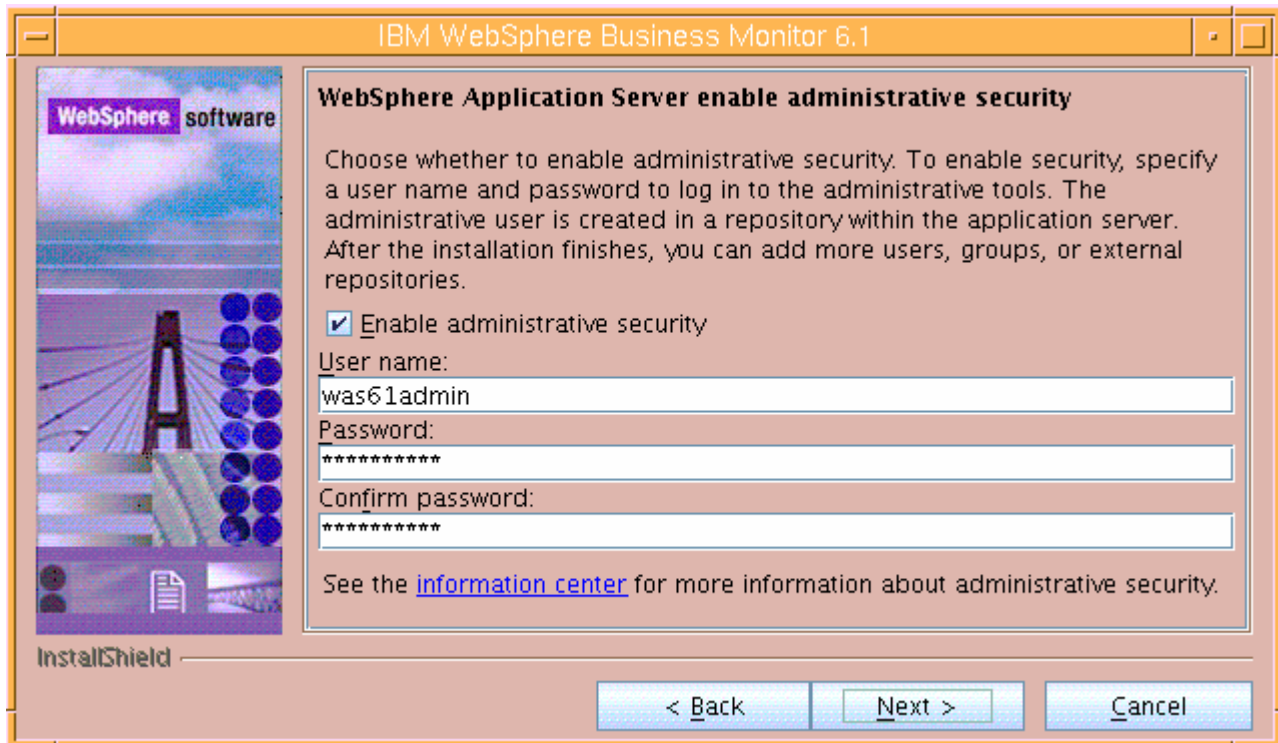 IBM WebSphere Business Monitor 6.1
WebSphere software
WebSphere Application Server enable administrative security
Choose whether to enable administrative security. To enable security, specify
a user name and password to log in to the administrative tools. The
administrative user is created in a repository within the application server.
After the installation finishes, you can add more users, groups, or external
repositories.
Enable administrative security
User name:
was61admin
Password:
**********
Confirm password:
**********
See the information center for more information about administrative security.
InstallShield
< Back
Next >
Cancel